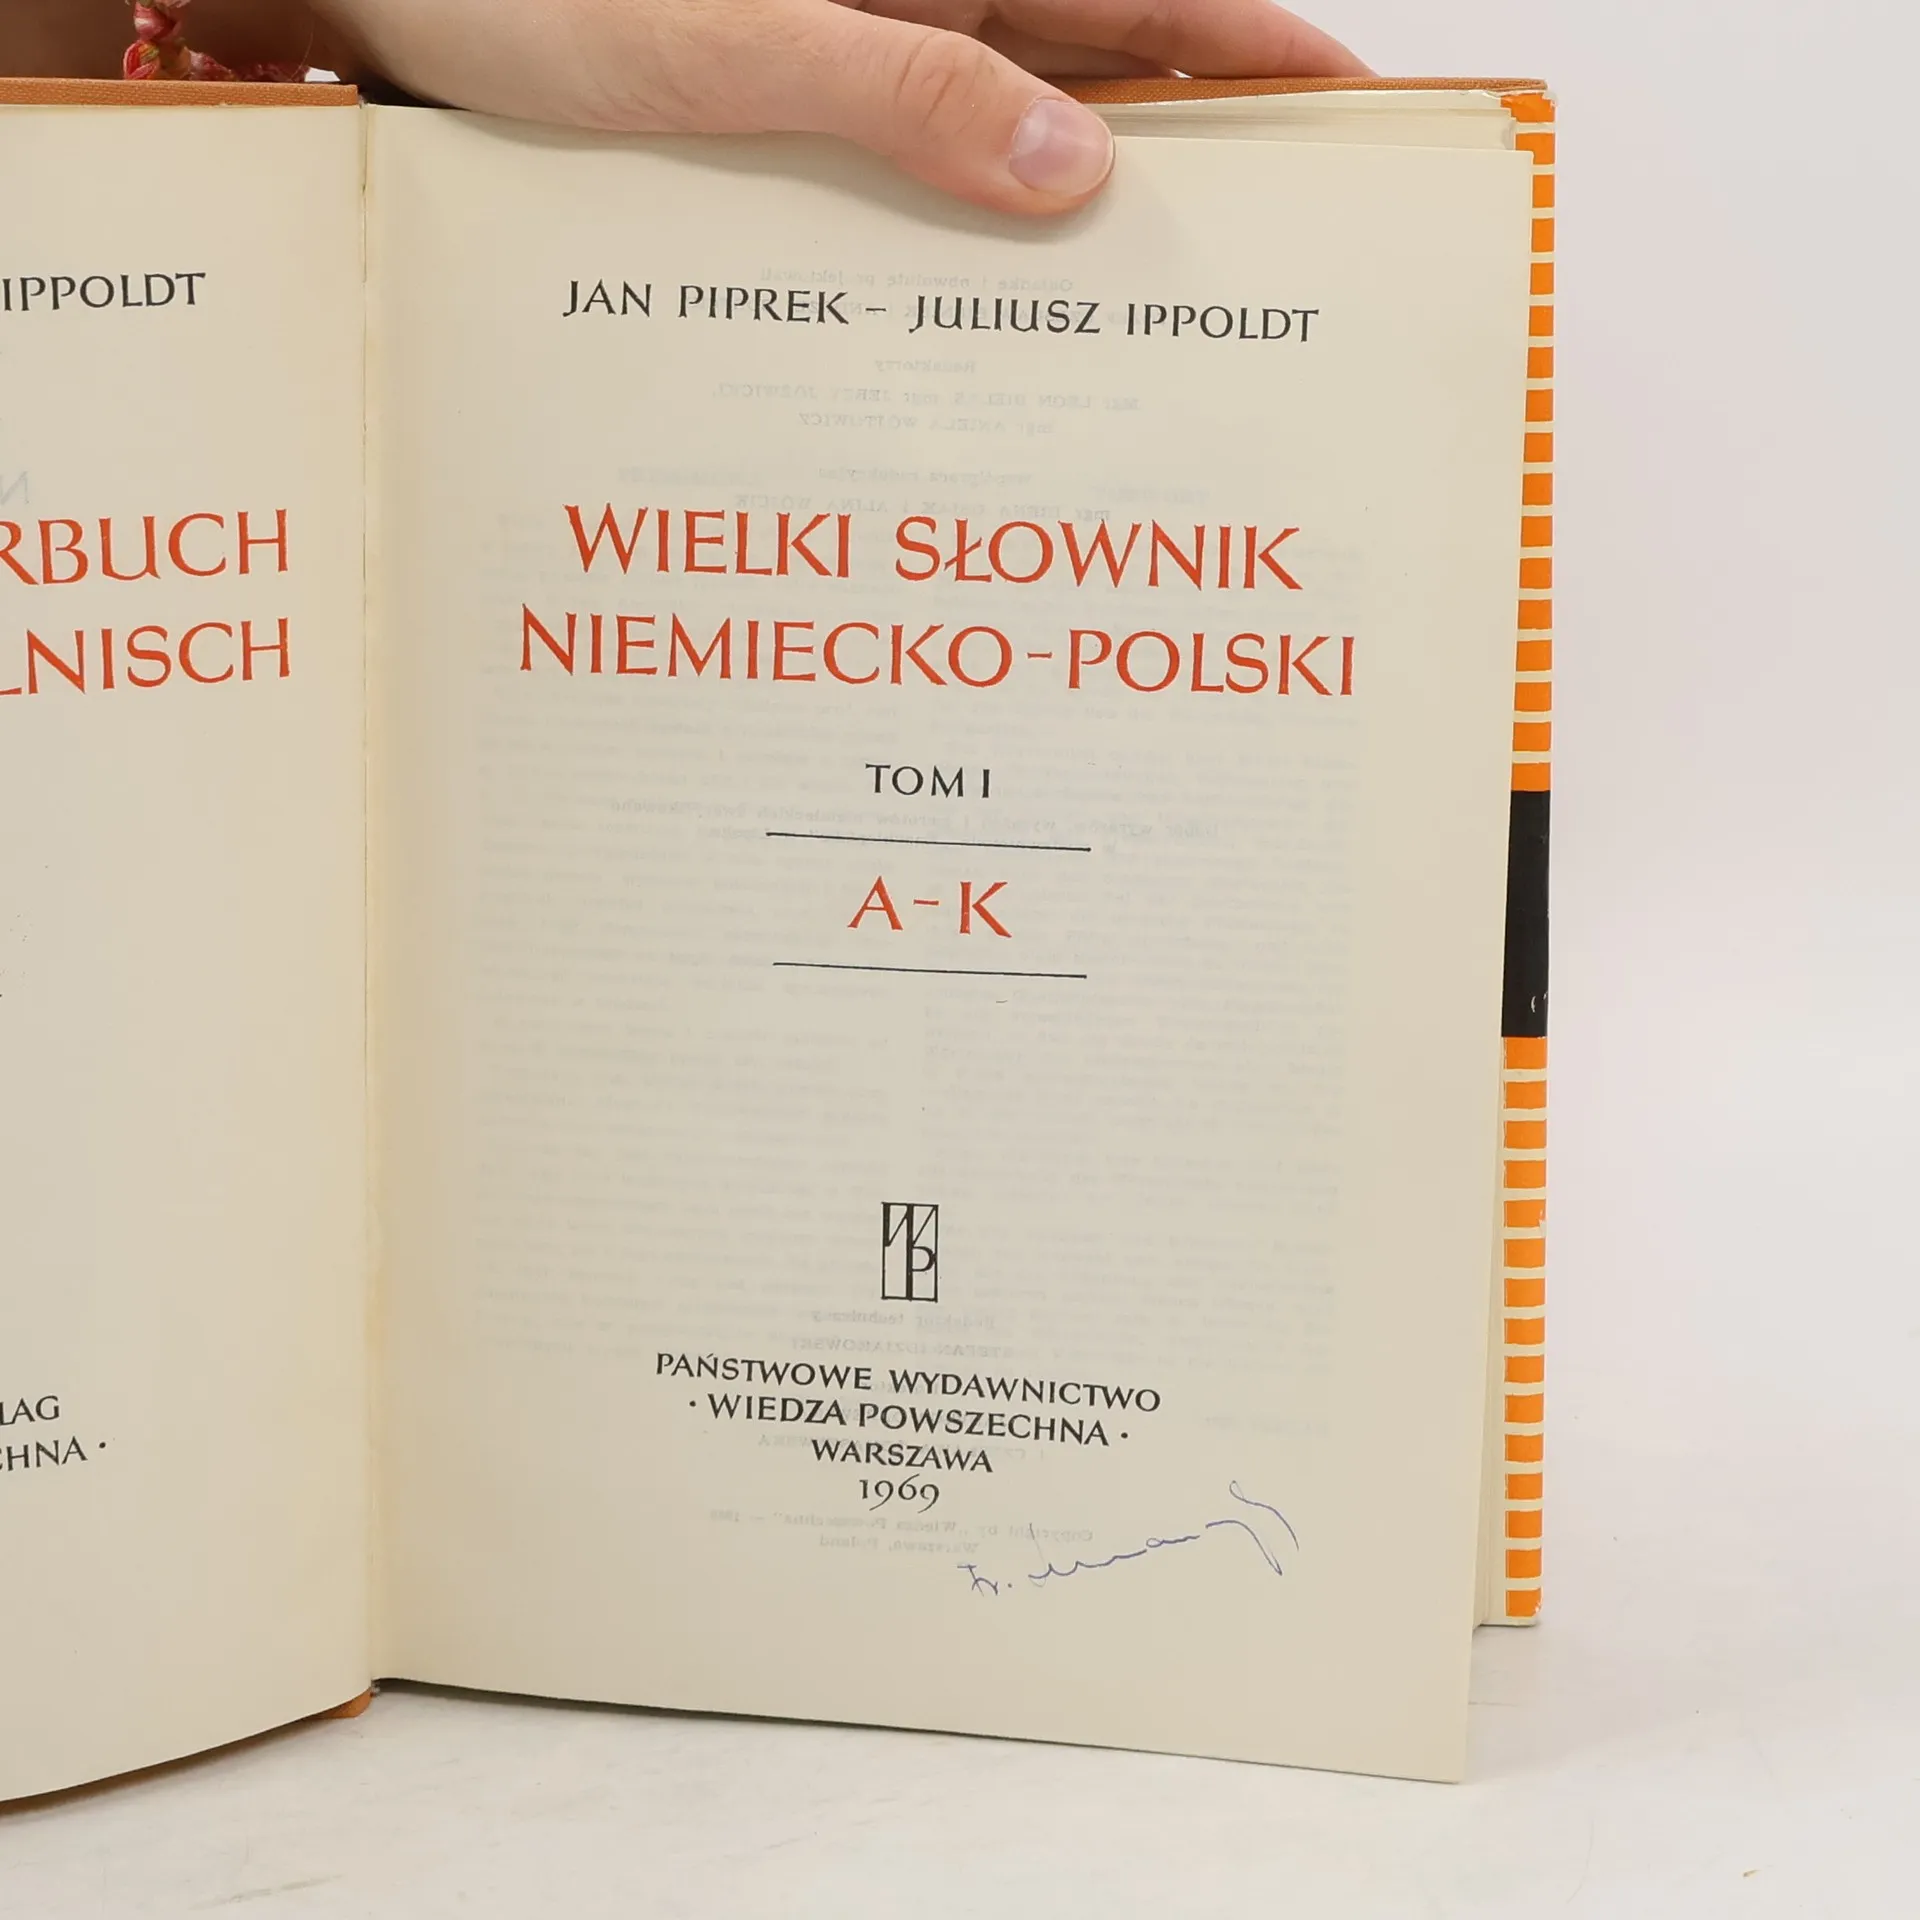 IPPOLDT
RBUCH
LNISCH
LAG
CHNA •
JAN PIPREK – JULIUSZ IPPOLDT
WIELKI SŁOWNIK
NIEMIECKO-POLSKI
TOM I
A-K
WP
PAŃSTWOWE WYDAWNICTWO
• WIEDZA POWSZECHNA •
WARSZAWA
1969